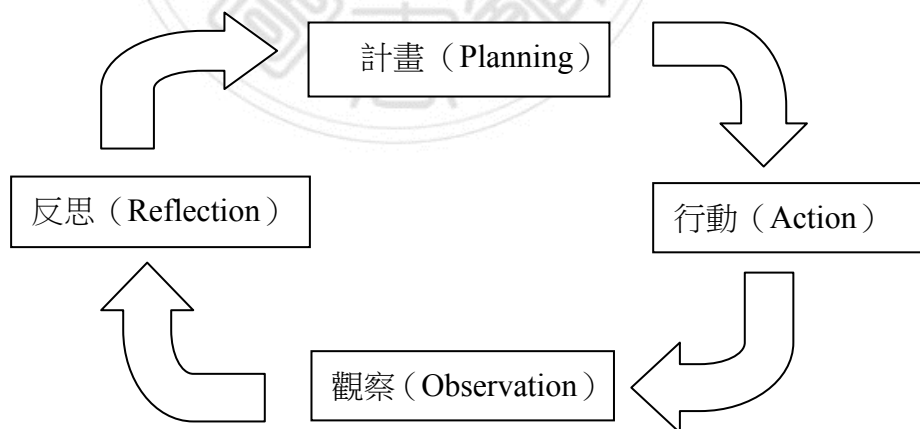 計畫（Planning）
反思（Reflection）
行動（Action）
觀察（Observation）